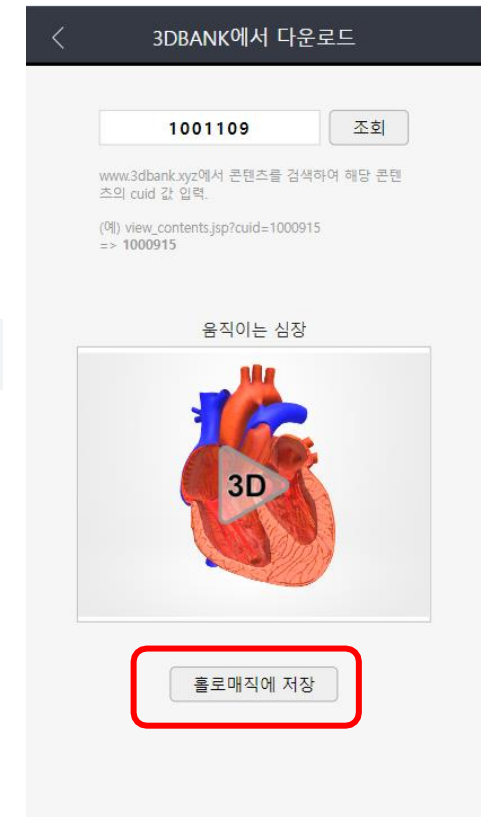 3DBANK에서 다운로드
1001109 조회
www.3dbank.xyz에서 콘텐츠를 검색하여 해당 콘텐
츠의 cuid 값 입력.
(예) view_contents.jsp?cuid=1000915
=> 1000915
움직이는 심장
3D
홀로매직에 저장